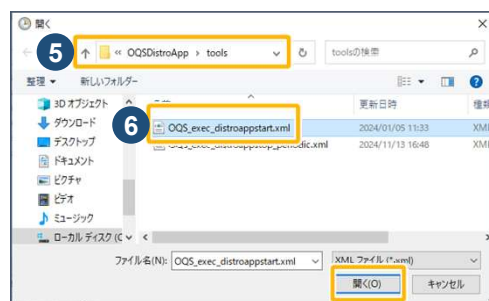 開く
5
« OQSDistroApp › tools
toolsの検索
整理 新しいフォルダー
6
3D オブジェクト
ダウンロード
デスクトップ
ドキュメント
ピクチャ
ビデオ
ミュージック
ローカル ディスク (C
更新日時
種類
OQS_exec_distroappstart.xml 2024/01/05 11:33 XML
OQS_exec_distroappstop_periodic.xml 2024/11/13 16:48 XML
ファイル名(N): OQS_exec_distroappstart.xml XML ファイル (*.xml)
開く(O) キャンセル